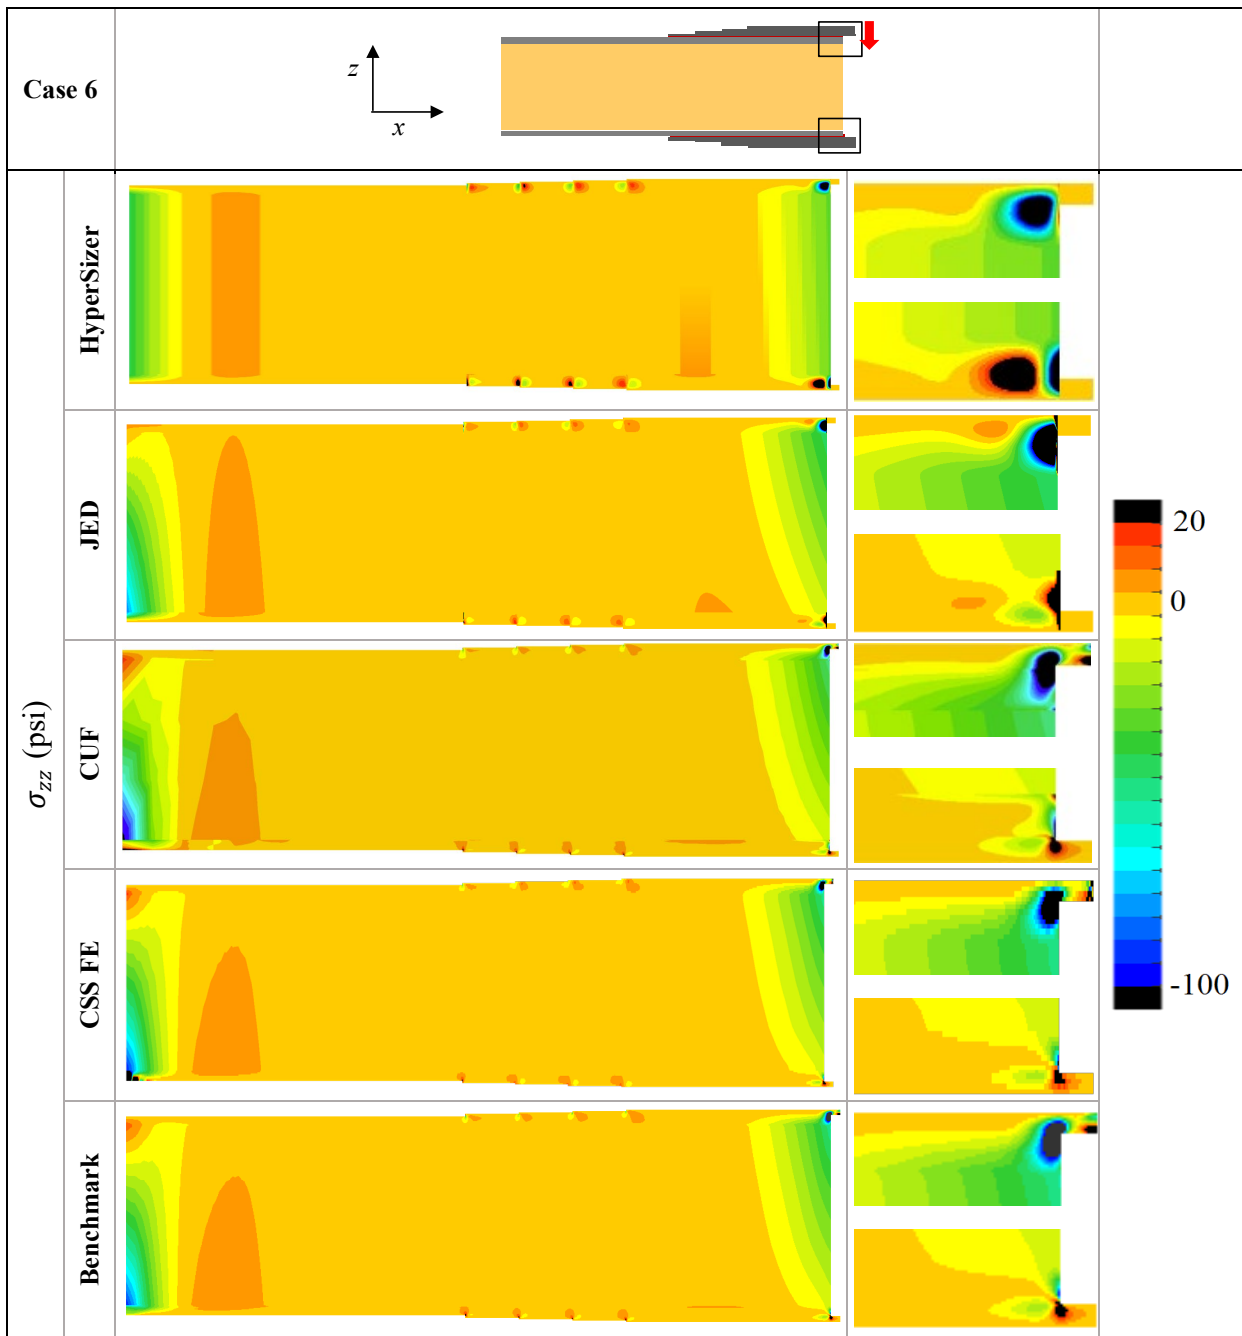 Case 6
z
x
σzz (psi)
HyperSizer
JED
CUF
CSS FE
Benchmark
20
0
-100